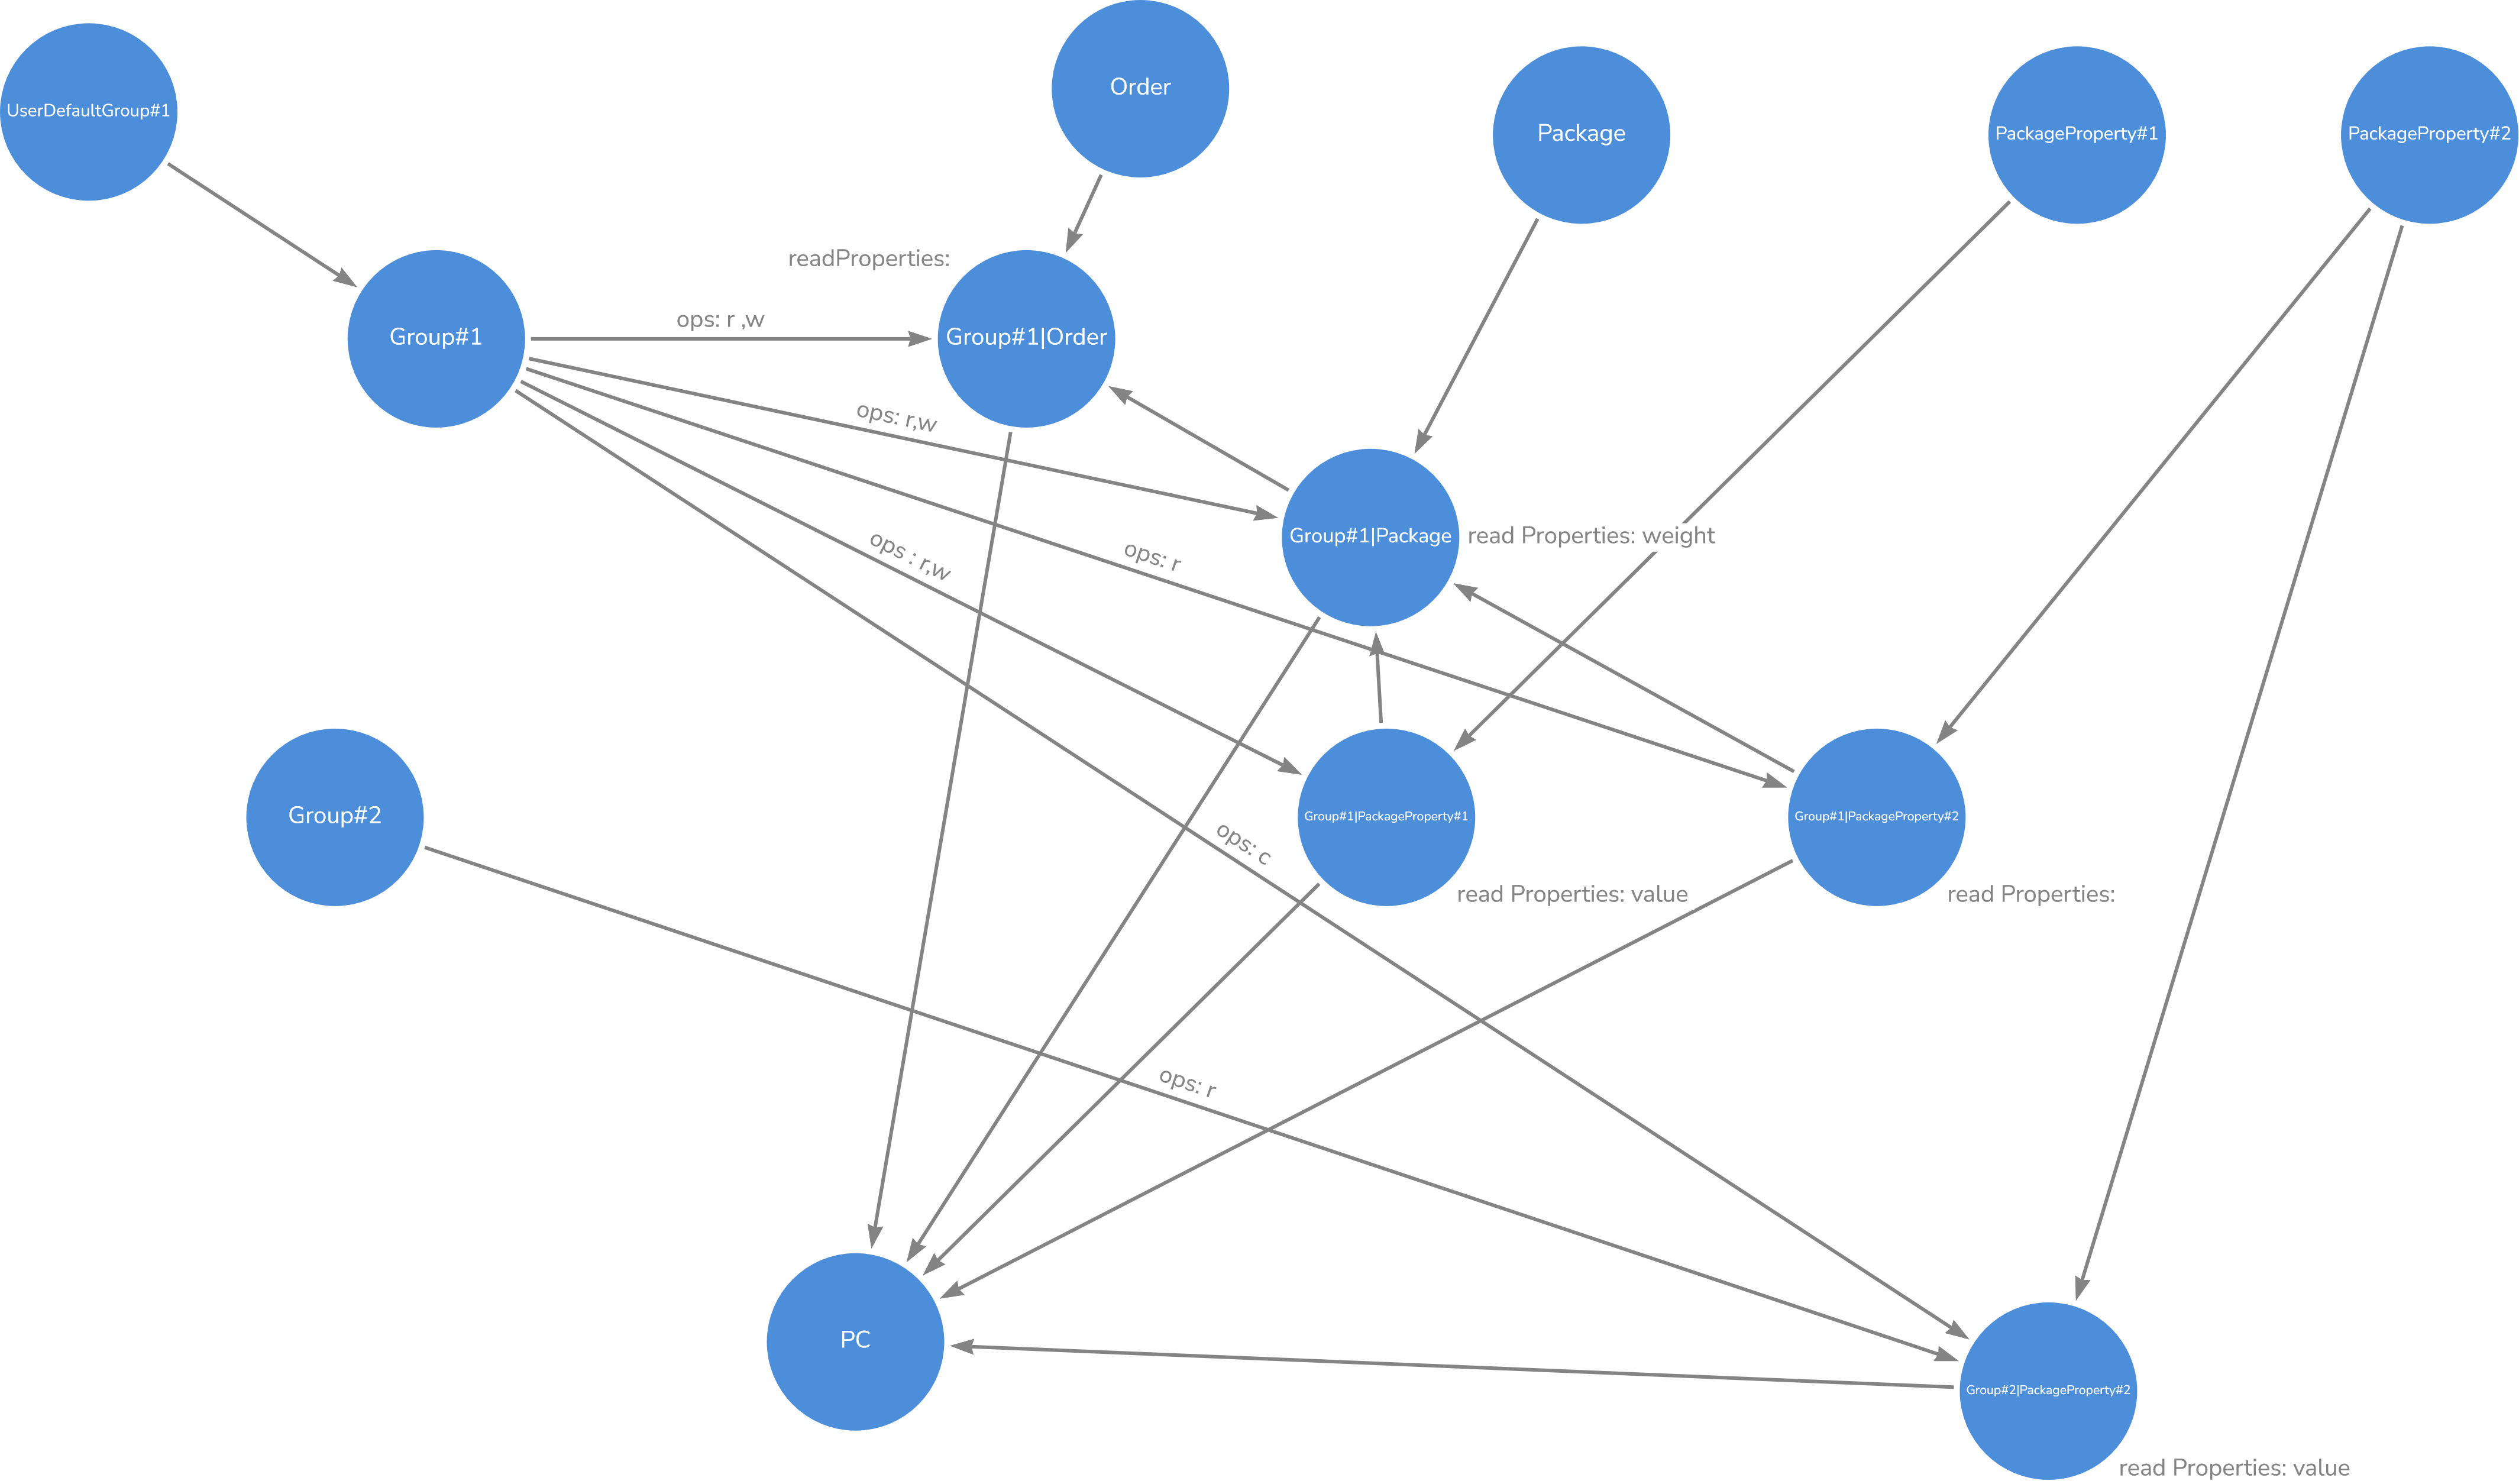 Order
UserDefaultGroup#1
Package
PackageProperty#1
PackageProperty#2
readProperties:
ops: r ,w
Group#1
Group#1|Order
ops: r,w
Group#1|Package
read Properties: weight
ops : r,w
ops: r
Group#2
Group#1|PackageProperty#1
Group#1|PackageProperty#2
ops: c
read Properties: value
read Properties:
ops: r
PC
Group#2|PackageProperty#2
read Properties: value